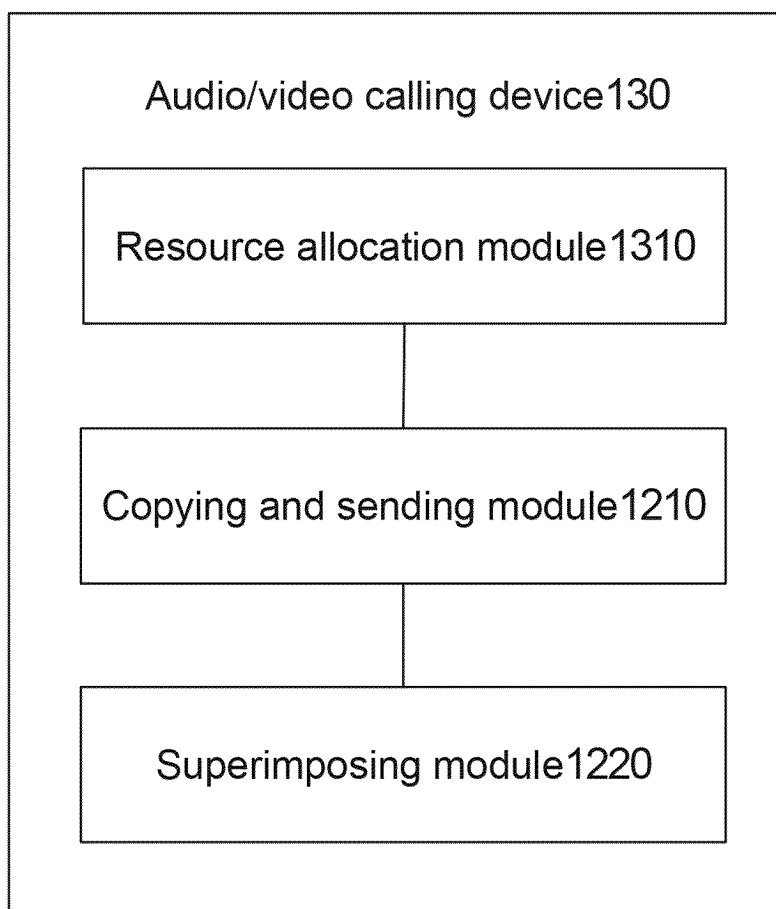 Audio/video calling device130
Resource allocation module1310
Copying and sending module1210
Superimposing module1220